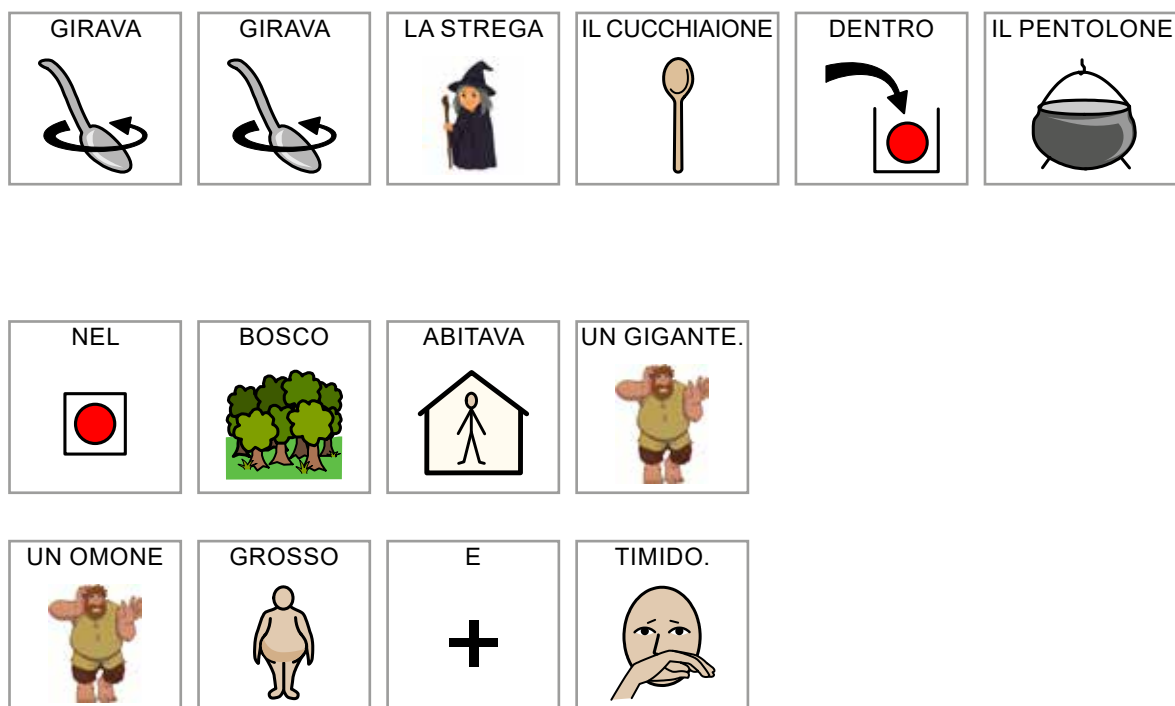 GIRAVA GIRAVA LA STREGA IL CUCCHIAIONE DENTRO IL PENTOLONE
NEL BOSCO ABITAVA UN GIGANTE.
UN OMONE GROSSO E TIMIDO.